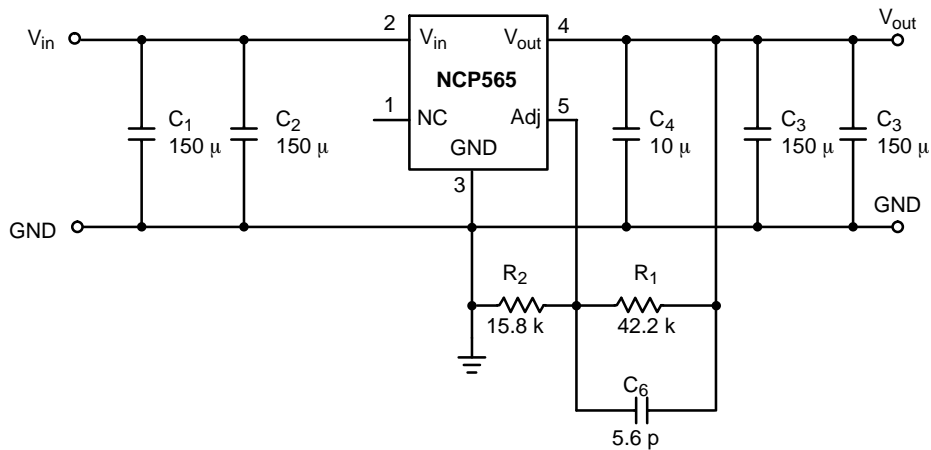 V_in
2
V_in
V_out
4
V_out
NCP565
1
NC
Adj
5
GND
3
C_1
150 μ
C_2
150 μ
C_4
10 μ
C_3
150 μ
C_3
150 μ
GND
GND
R_2
15.8 k
R_1
42.2 k
C_6
5.6 p